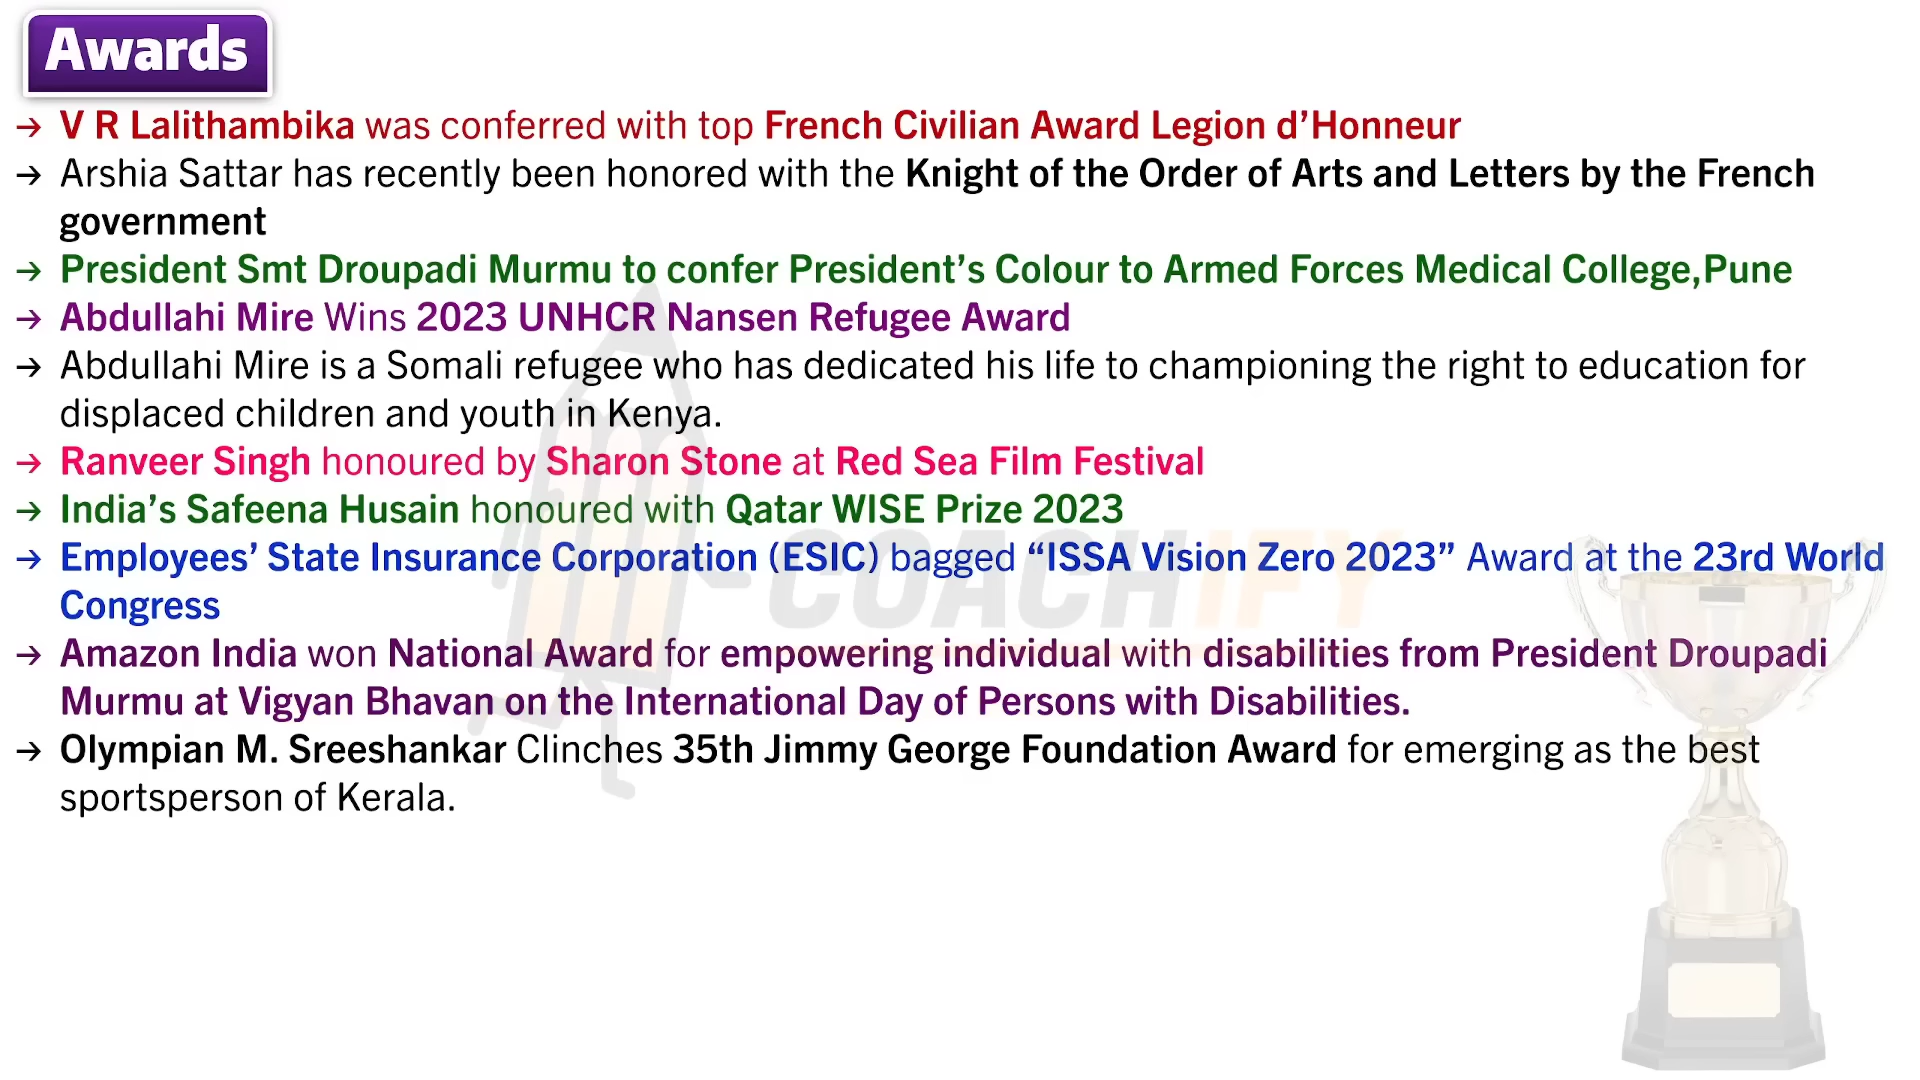 Awards
→ V R Lalithambika was conferred with top French Civilian Award Legion d’Honneur
→ Arshia Sattar has recently been honored with the Knight of the Order of Arts and Letters by the French
government
→ President Smt Droupadi Murmu to confer President’s Colour to Armed Forces Medical College,Pune
→ Abdullahi Mire Wins 2023 UNHCR Nansen Refugee Award
→ Abdullahi Mire is a Somali refugee who has dedicated his life to championing the right to education for
displaced children and youth in Kenya.
→ Ranveer Singh honoured by Sharon Stone at Red Sea Film Festival
→ India’s Safeena Husain honoured with Qatar WISE Prize 2023
→ Employees’ State Insurance Corporation (ESIC) bagged “ISSA Vision Zero 2023” Award at the 23rd World
Congress
COACHIFY
→ Amazon India won National Award for empowering individual with disabilities from President Droupadi
Murmu at Vigyan Bhavan on the International Day of Persons with Disabilities.
→ Olympian M. Sreeshankar Clinches 35th Jimmy George Foundation Award for emerging as the best
sportsperson of Kerala.